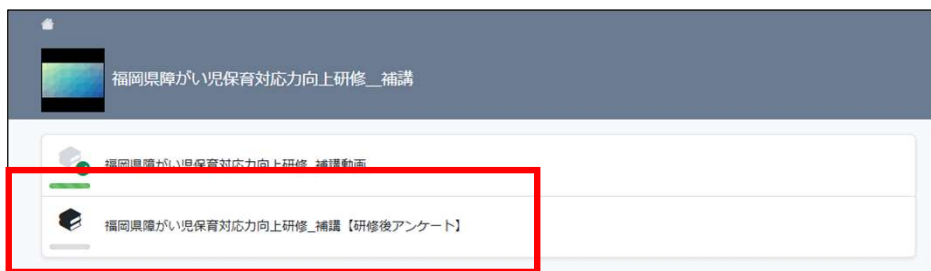 福岡県障がい児保育対応力向上研修__補講
福岡県障がい児保育対応力向上研修_補講動画
福岡県障がい児保育対応力向上研修_補講【研修後アンケート】